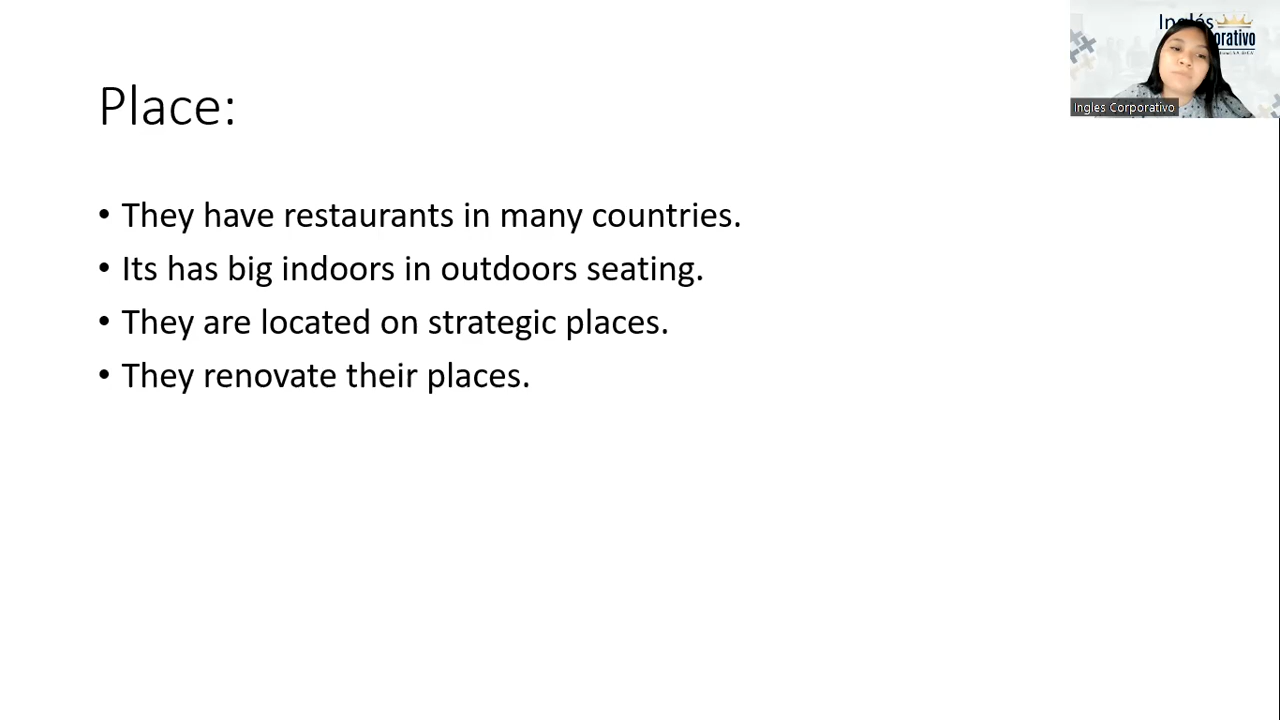 Place:
• They have restaurants in many countries.
• Its has big indoors in outdoors seating.
• They are located on strategic places.
• They renovate their places.
Ingles Corporativo